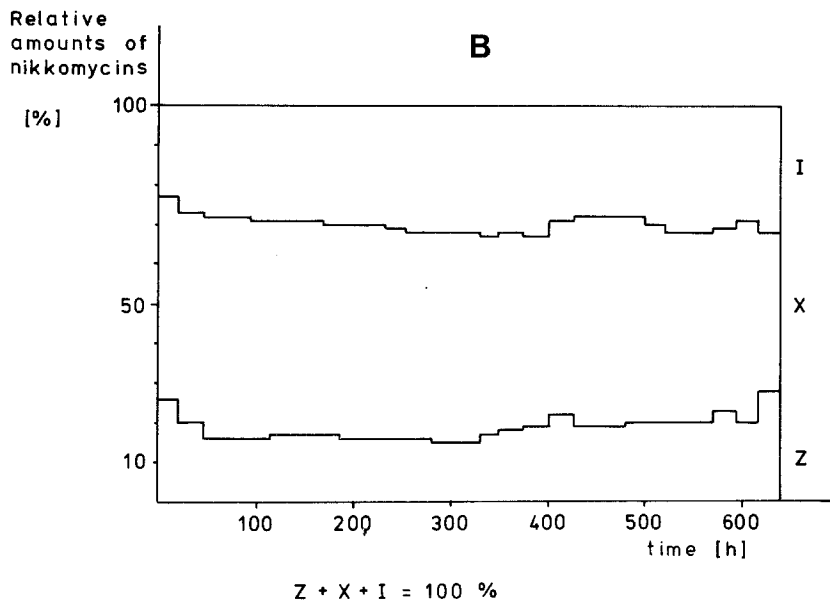 Relative
amounts of
nikkomycins
[%]
B
100
50
10
I
X
Z
100 200, 300 400 500 600
time [h]
Z + X + I = 100 %